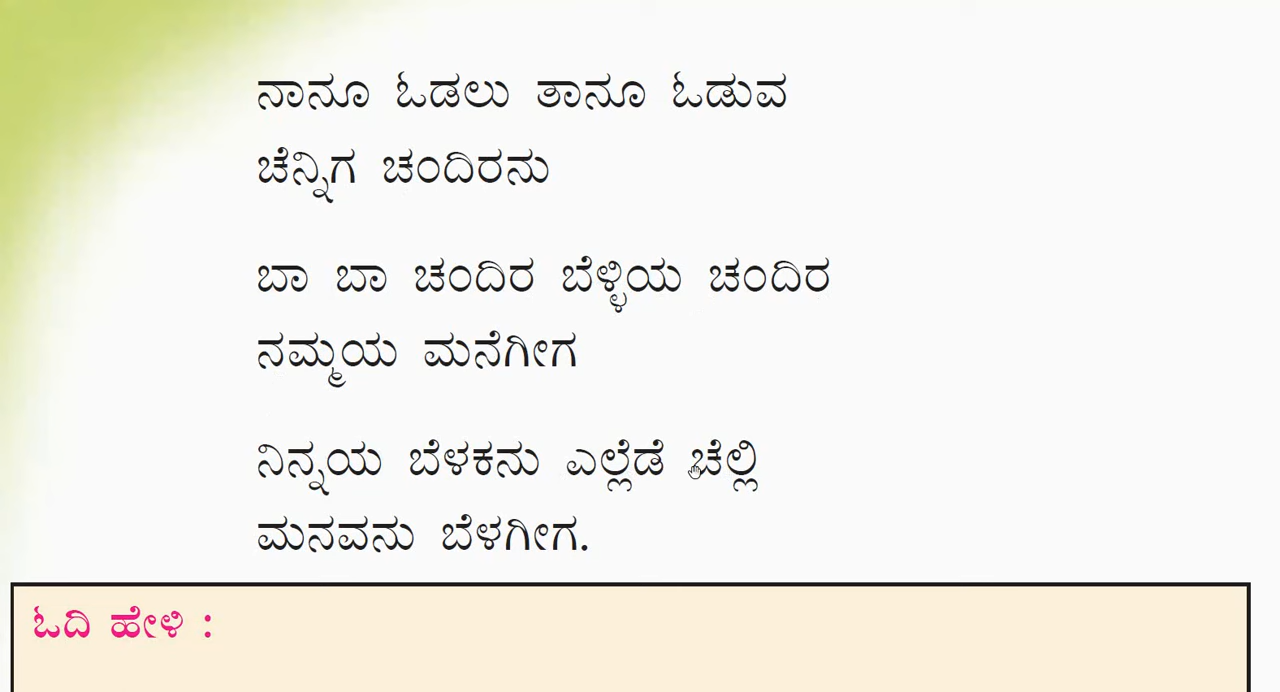 ನಾನೂ ಓಡಲು ತಾನೂ ಓಡುವ
ಚೆನ್ನಿಗ ಚಂದಿರನು
ಬಾ ಬಾ ಚಂದಿರ ಬೆಳ್ಳಿಯ ಚಂದಿರ
ನಮ್ಮಯ ಮನೆಗೀಗ
ನಿನ್ನಯ ಬೆಳಕನು ಎಲ್ಲೆಡೆ ಚೆಲ್ಲಿ
ಮನವನು ಬೆಳಗೀಗ.
ಓದಿ ಹೇಳಿ :